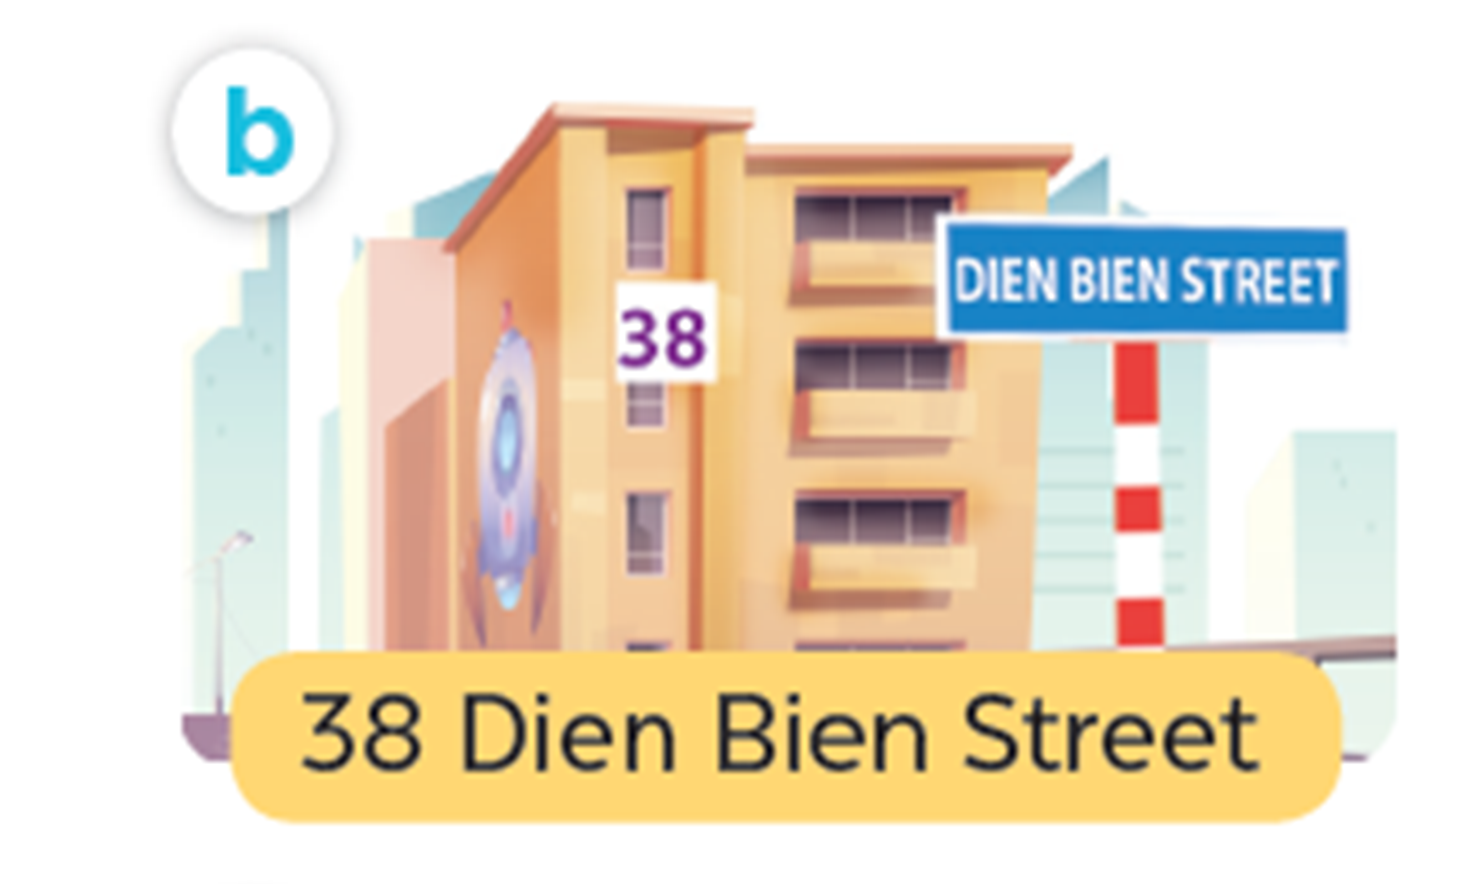 b
38
DIEN BIEN STREET
38 Dien Bien Street